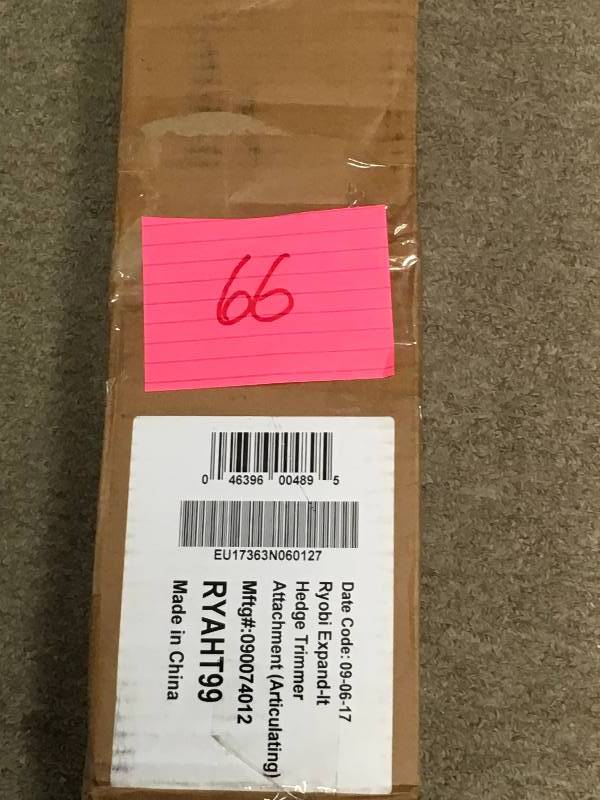 66
0 46396 00489 5
EU17363N060127
Date Code: 09-06-17
Ryobi Expand-It
Hedge Trimmer
Attachment (Articulating)
Mftg#:090074012
RYAHT99
Made in China